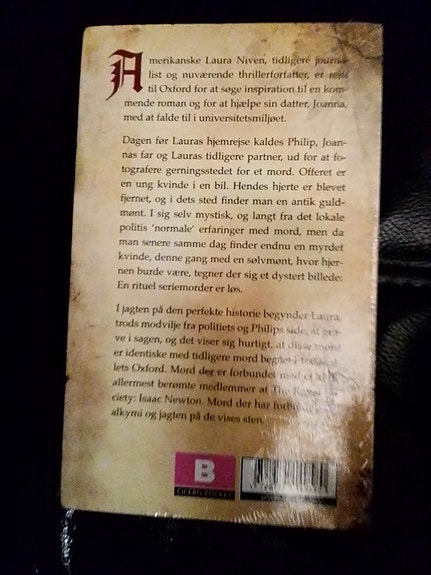 Amerikanske Laura Niven, tidligere journa-
list og nuværende thrillerforfatter, er rejst
til Oxford for at søge inspiration til en kom-
mende roman og for at hjælpe sin datter, Joanna,
med at falde til i universitetsmiljøet.
Dagen før Lauras hjemrejse kaldes Philip, Joan-
nas far og Lauras tidligere partner, ud for at fo-
tografere gerningsstedet for et mord. Offeret er
en ung kvinde i en bil. Hendes hjerte er blevet
fjernet, og i dets sted finder man en antik guld-
mønt. I sig selv mystisk, og langt fra det lokale
politis 'normale' erfaringer med mord, men da
man senere samme dag finder endnu en myrdet
kvinde, denne gang med en sølvmønt, hvor hjer-
nen burde være, tegner der sig et dystert billede:
En rituel seriemorder er løs.
I jagten på den perfekte historie begynder Laura,
trods modvilje fra politiets og Philips side, at gra-
ve i sagen, og det viser sig hurtigt, at disse mord
er identiske med tidligere mord begået i
lets Oxford. Mord der er forbundet med et af de
allermest berømte medlemmer af The Royal So-
ciety: Isaac Newton. Mord der har forbindelse
alkymi og jagten på de vises sten.
B